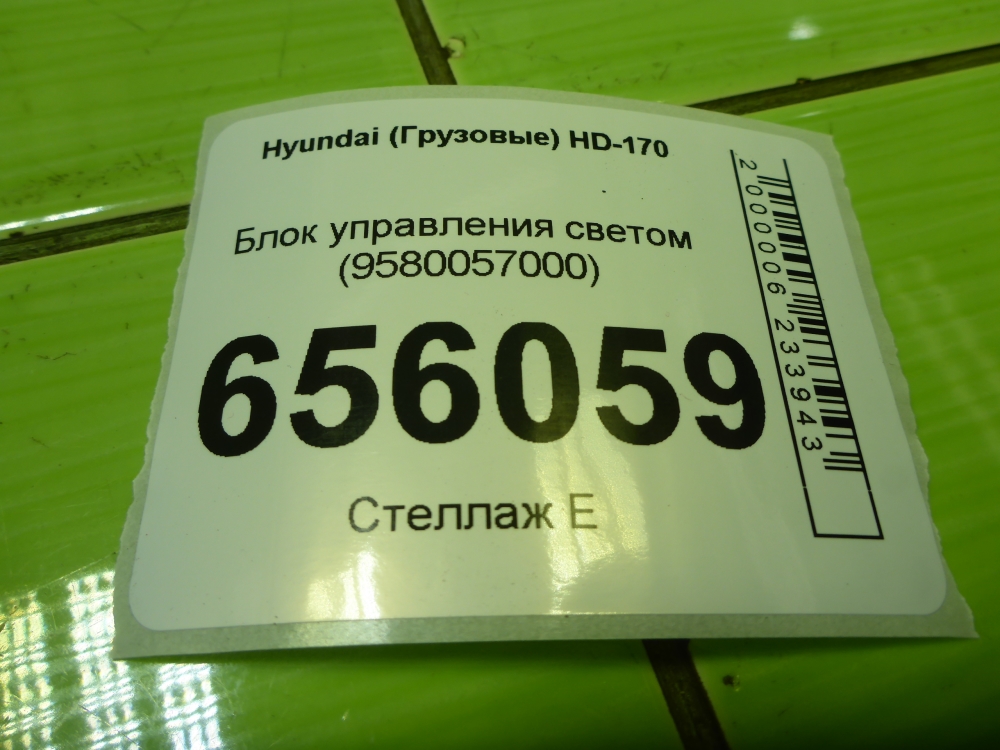 Hyundai (Грузовые) HD-170
Блок управления светом
(9580057000)
656059
Стеллаж Е
2000006233943